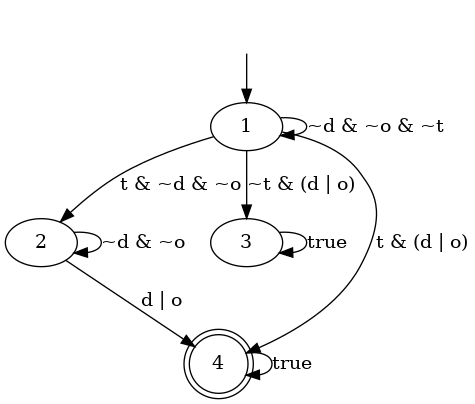 1
~d & ~o & ~t
t & ~d & ~o
~t & (d | o)
2
~d & ~o
3
true
t & (d | o)
d | o
4
true